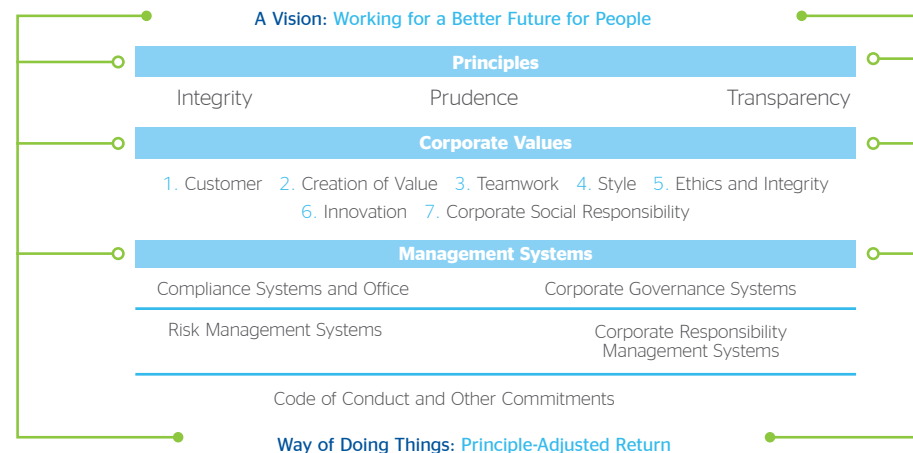 A Vision: Working for a Better Future for People
Principles
Integrity Prudence Transparency
Corporate Values
1. Customer 2. Creation of Value 3. Teamwork 4. Style 5. Ethics and Integrity
6. Innovation 7. Corporate Social Responsibility
Management Systems
Compliance Systems and Office Corporate Governance Systems
Risk Management Systems
Corporate Responsibility
Management Systems
Code of Conduct and Other Commitments
Way of Doing Things: Principle-Adjusted Return